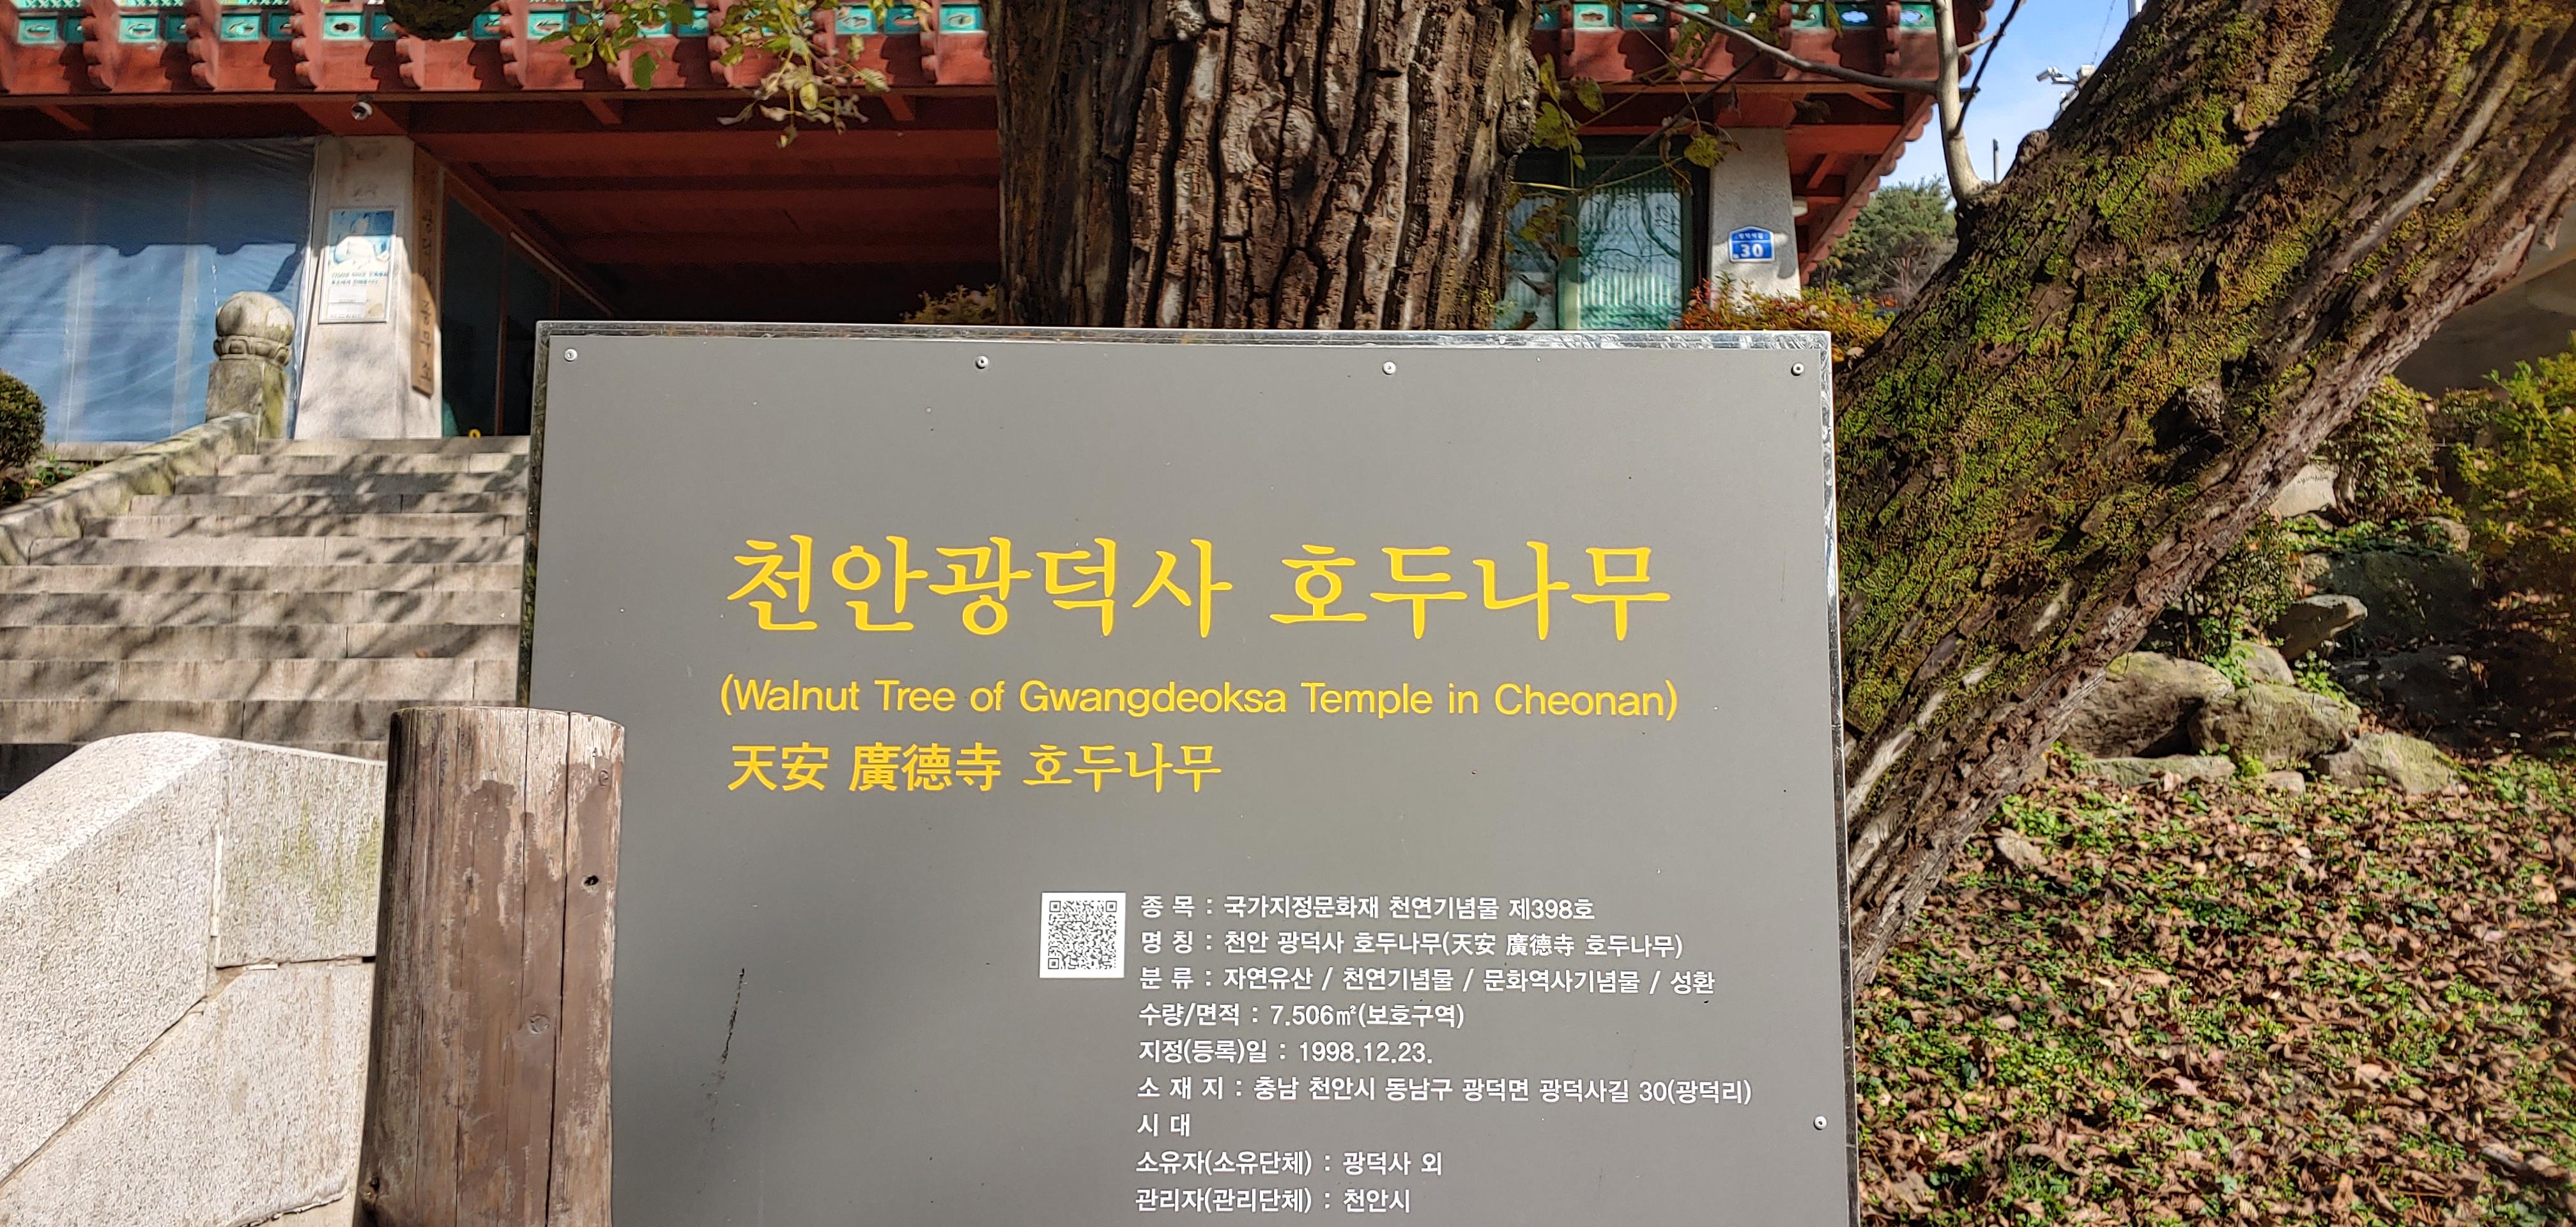 종무소
30
천안광덕사 호두나무
(Walnut Tree of Gwangdeoksa Temple in Cheonan)
天安 廣德寺 호두나무
종 목 : 국가지정문화재 천연기념물 제398호
명 칭 : 천안 광덕사 호두나무(天安 廣德寺 호두나무)
분 류 : 자연유산 / 천연기념물 / 문화역사기념물 / 성환
수량/면적 : 7.506㎡(보호구역)
지정(등록)일 : 1998.12.23.
소 재 지 : 충남 천안시 동남구 광덕면 광덕사길 30(광덕리)
시 대
소유자(소유단체) : 광덕사 외
관리자(관리단체) : 천안시